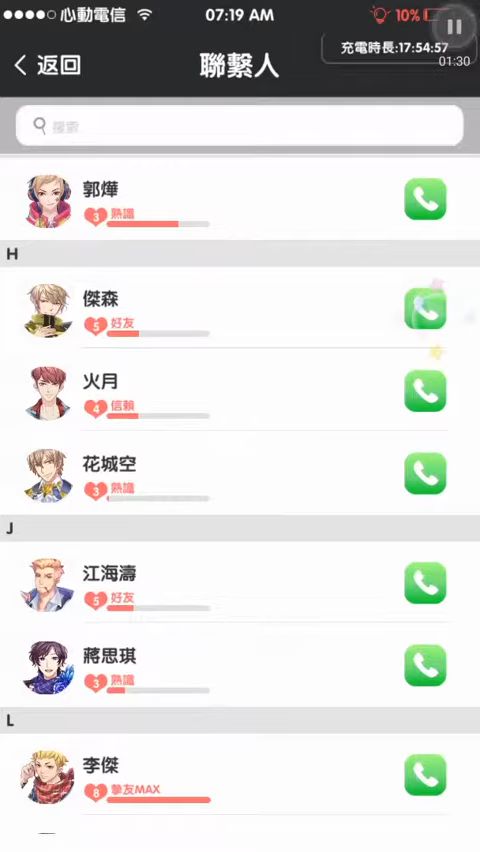 心動電信 07:19 AM 10%
充電時長:17:54:57
01:30
返回 聯繫人
搜索
郭燁
3 熟識
H
傑森
5 好友
火月
4 信賴
花城空
3 熟識
J
江海濤
5 好友
蔣思琪
3 熟識
L
李傑
8 摯友MAX